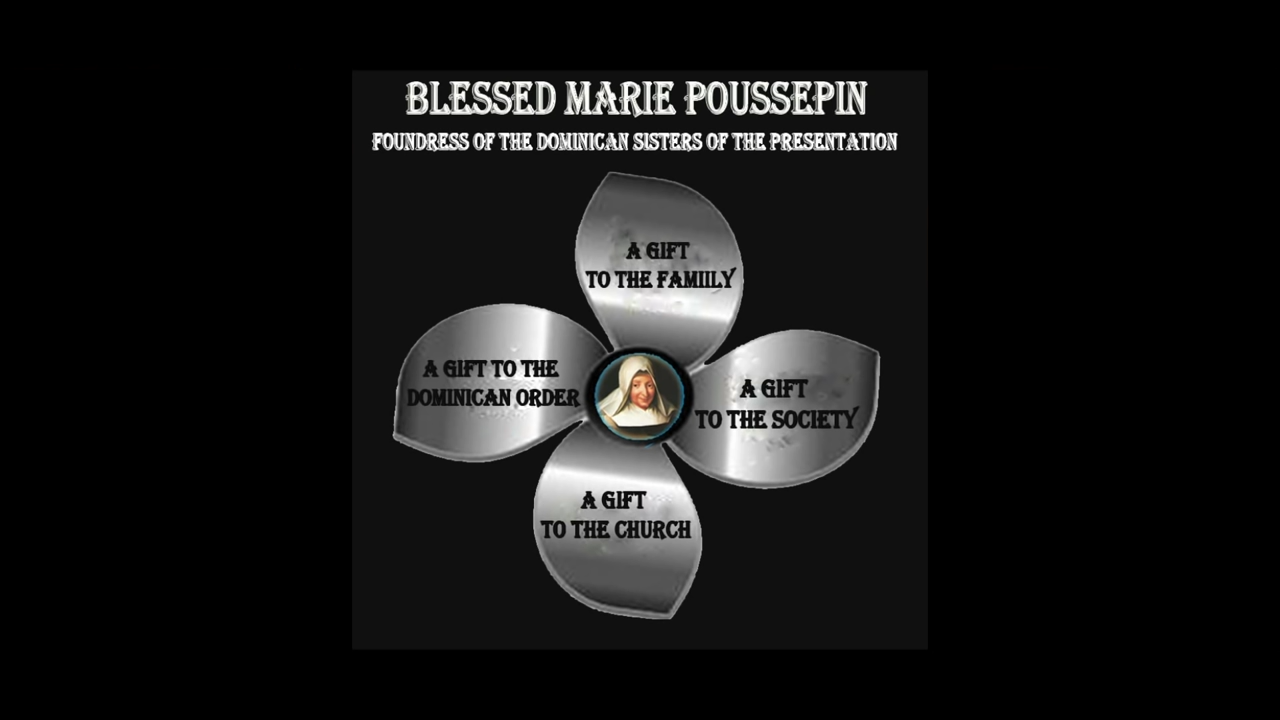 BLESSED MARIE POUSSEPIN
FOUNDRESS OF THE DOMINICAN SISTERS OF THE PRESENTATION
A GIFT
TO THE FAMIILY
A GIFT TO THE
DOMINICAN ORDER
A GIFT
TO THE SOCIETY
A GIFT
TO THE CHURCH